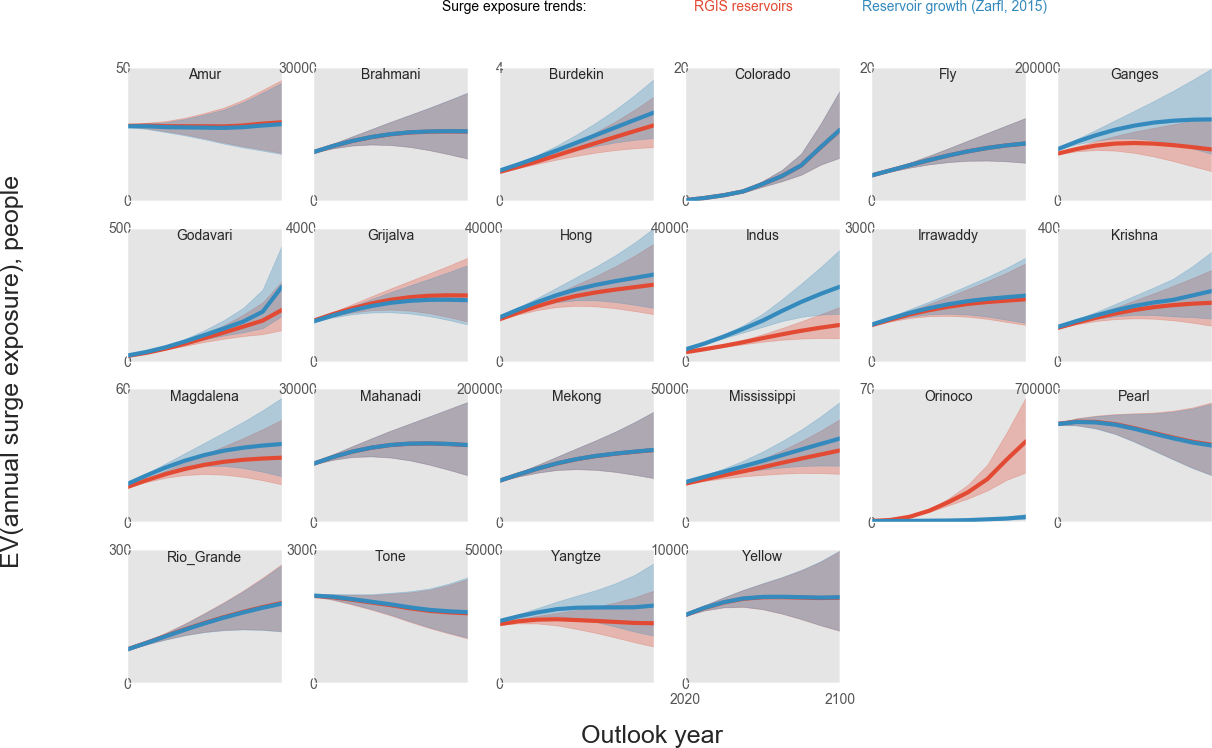 Surge exposure trends: RGIS reservoirs Reservoir growth (Zarfl, 2015)
EV(annual surge exposure), people
50 Amur 30000 Brahmani 4 Burdekin 20 Colorado 20 Fly 200000 Ganges
0 0 0 0 0 0
500 Godavari 4000 Grijalva 40000 Hong 40000 Indus 3000 Irrawaddy 400 Krishna
0 0 0 0 0 0
60 Magdalena 30000 Mahanadi 200000 Mekong 50000 Mississippi 70 Orinoco 700000 Pearl
0 0 0 0 0 0
300 Rio_Grande 3000 Tone 50000 Yangtze 10000 Yellow
0 0 0 0
2020 2100
Outlook year